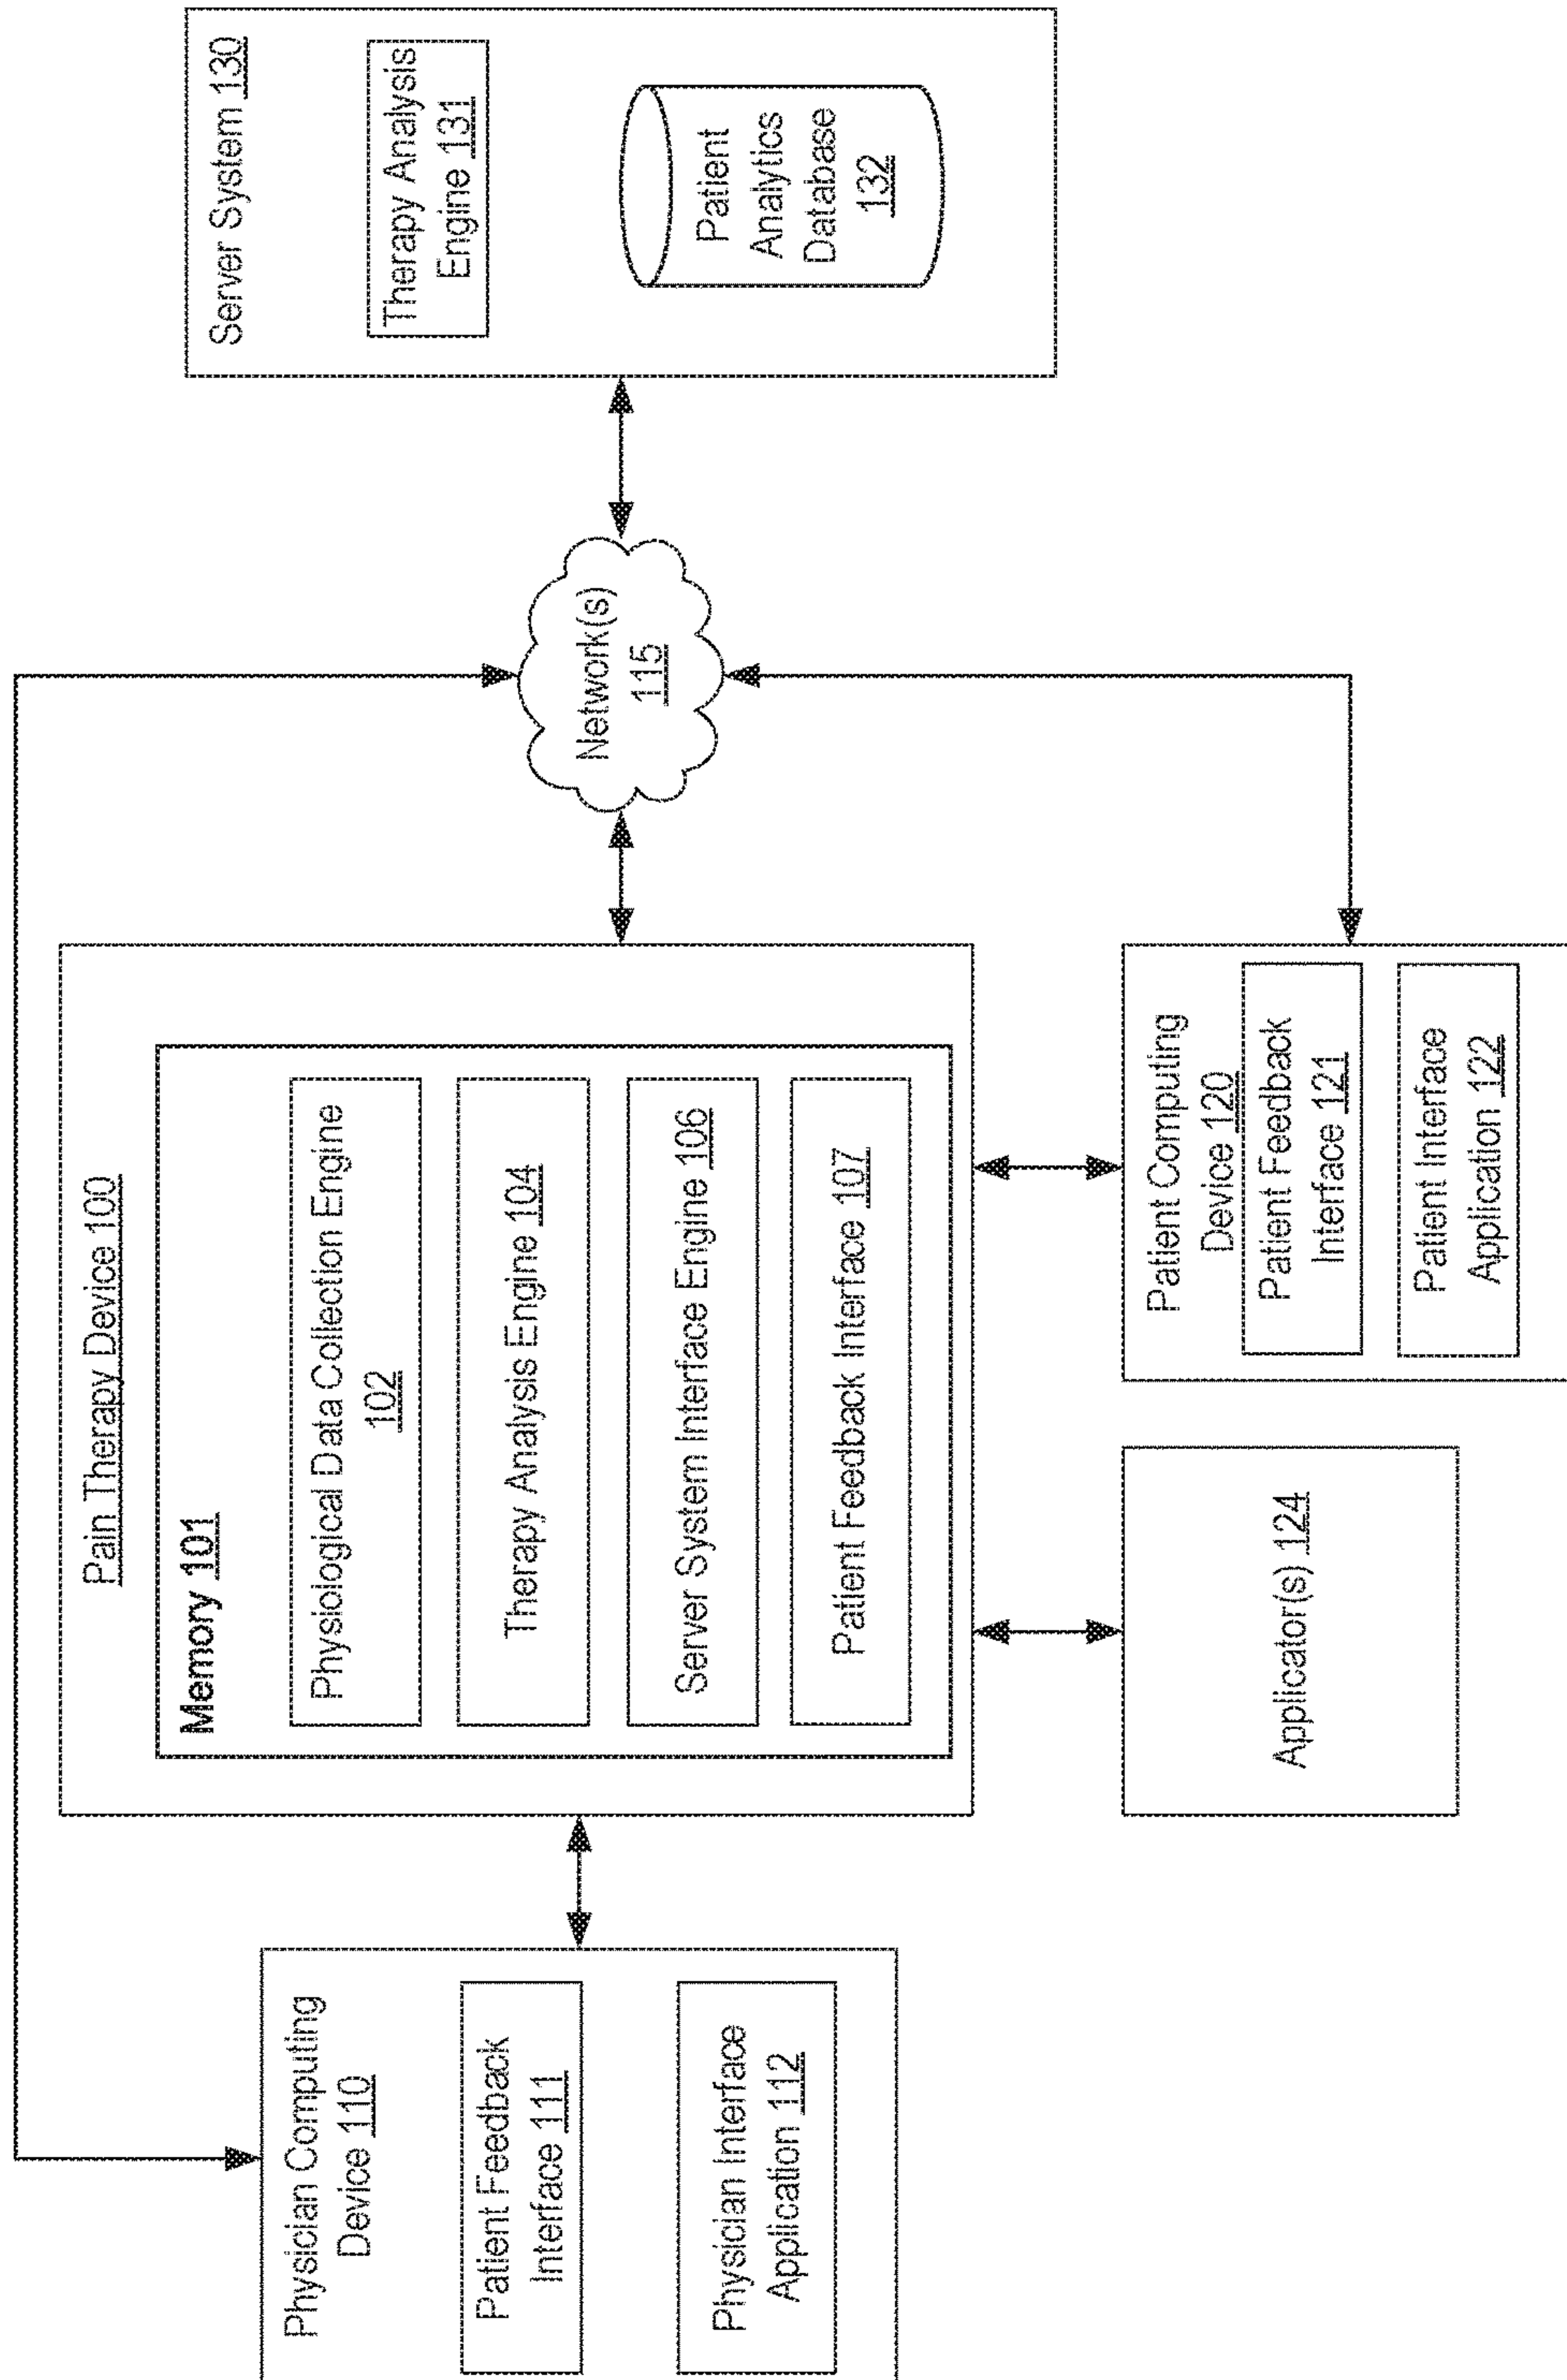 Physician Computing
Device 110
Patient Feedback
Interface 111
Physician Interface
Application 112
Pain Therapy Device 100
Memory 101
Physiological Data Collection Engine
102
Therapy Analysis Engine 104
Server System Interface Engine 106
Patient Feedback Interface 107
Applicator(s) 124
Patient Computing
Device 120
Patient Feedback
Interface 121
Patient Interface
Application 122
Network(s)
115
Server System 130
Therapy Analysis
Engine 131
Patient
Analytics
Database
132